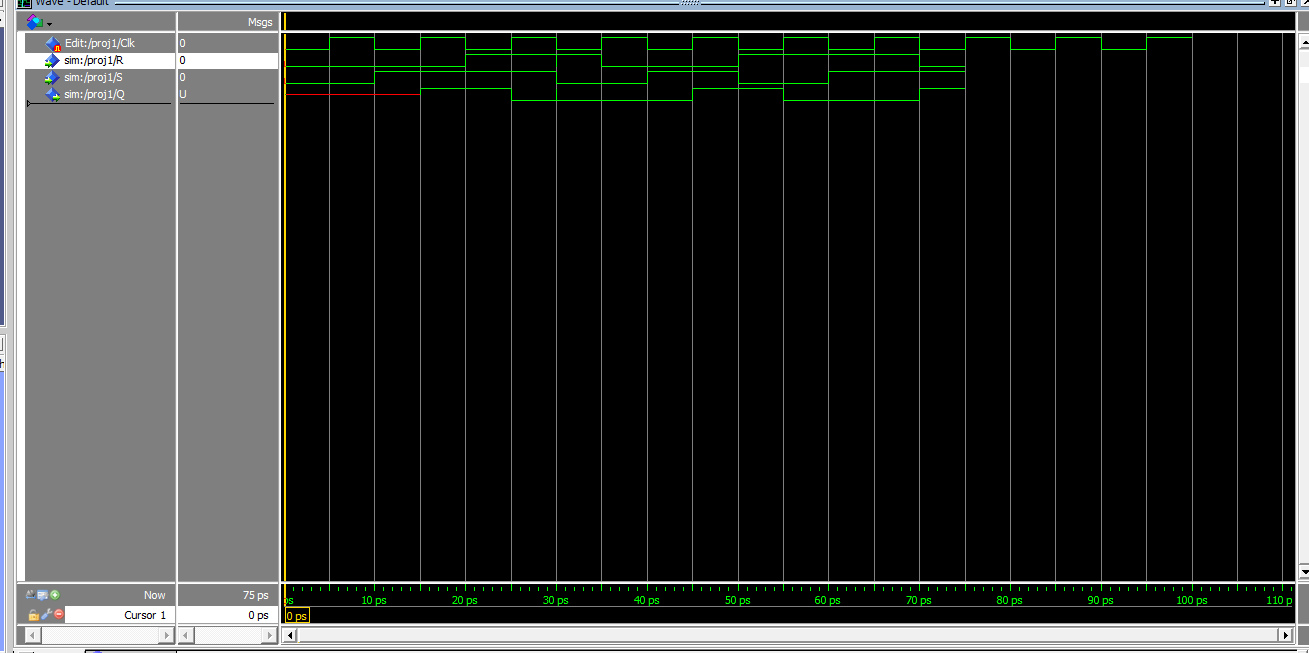 Wave - Default
Msgs
Edit:/proj1/Clk 0
sim:/proj1/R 0
sim:/proj1/S 0
sim:/proj1/Q U
Now 75 ps
ps 10 ps 20 ps 30 ps 40 ps 50 ps 60 ps 70 ps 80 ps 90 ps 100 ps 110 p
Cursor 1 0 ps
0 ps